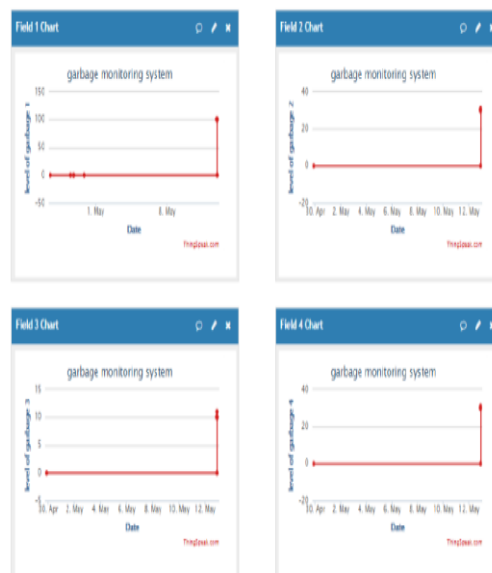 Field 1 Chart
garbage monitoring system
level of garbage 1
150
100
50
0
-50
1. May
8. May
Date
ThingSpeak.com
Field 2 Chart
garbage monitoring system
level of garbage 2
40
20
0
-20
30. Apr 2. May 4. May 6. May 8. May 10. May 12. May
Date
ThingSpeak.com
Field 3 Chart
garbage monitoring system
level of garbage 3
15
10
5
0
-5
30. Apr 2. May 4. May 6. May 8. May 10. May 12. May
Date
ThingSpeak.com
Field 4 Chart
garbage monitoring system
level of garbage 4
40
20
0
-20
30. Apr 2. May 4. May 6. May 8. May 10. May 12. May
Date
ThingSpeak.com